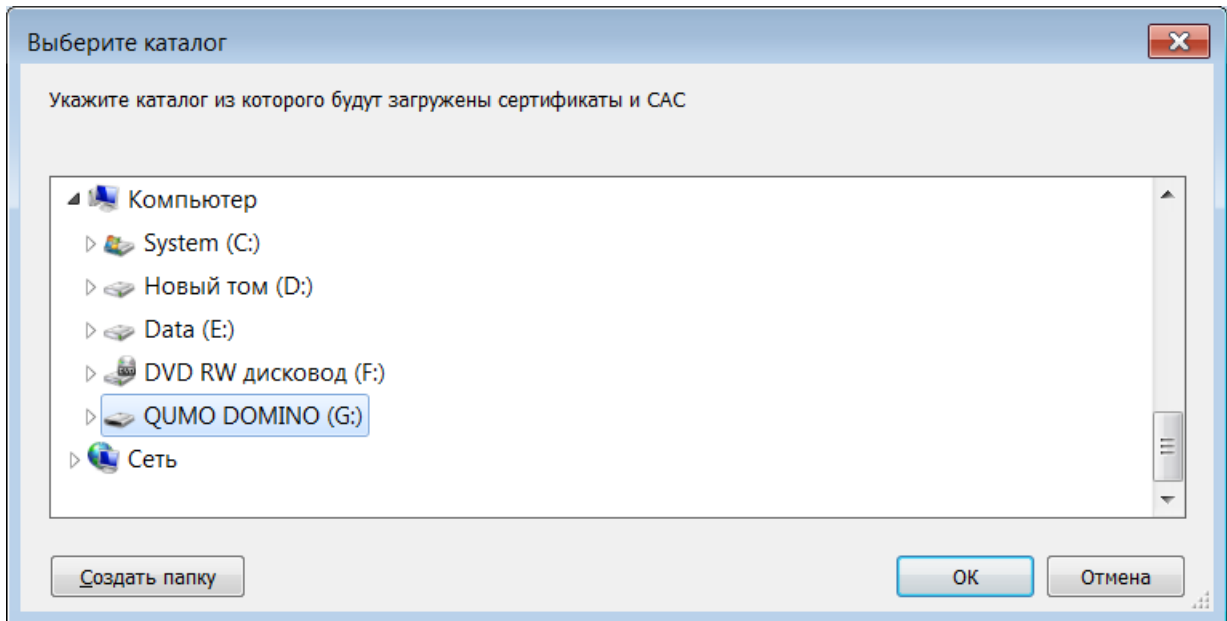 Выберите каталог
Укажите каталог из которого будут загружены сертификаты и САС
Компьютер
System (C:)
Новый том (D:)
Data (E:)
DVD RW дисковод (F:)
QUMO DOMINO (G:)
Сеть
Создать папку
ОК
Отмена